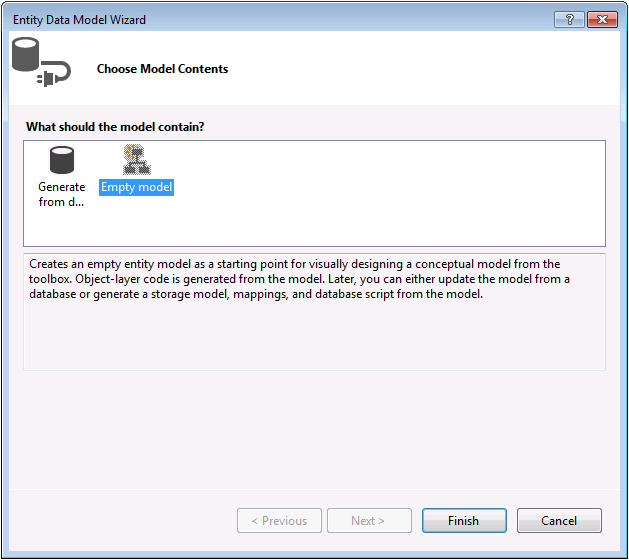 Entity Data Model Wizard
?
Choose Model Contents
What should the model contain?
Generate
from d...
Empty model
Creates an empty entity model as a starting point for visually designing a conceptual model from the
toolbox. Object-layer code is generated from the model. Later, you can either update the model from a
database or generate a storage model, mappings, and database script from the model.
< Previous
Next >
Finish
Cancel